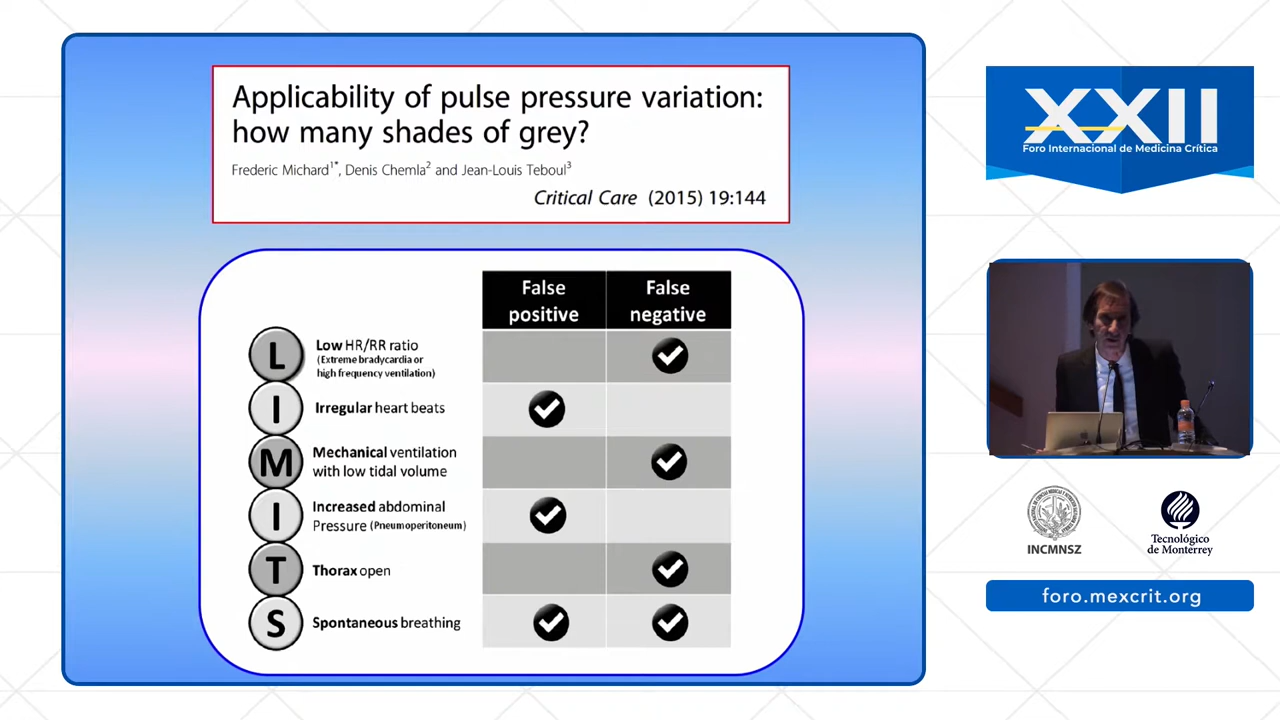 Applicability of pulse pressure variation:
how many shades of grey?
Frederic Michard1*, Denis Chemla2 and Jean-Louis Teboul3
Critical Care (2015) 19:144
False positive
False negative
L
Low HR/RR ratio
(Extreme bradycardia or
high frequency ventilation)
I
Irregular heart beats
M
Mechanical ventilation
with low tidal volume
I
Increased abdominal
Pressure (Pneumoperitoneum)
T
Thorax open
S
Spontaneous breathing
XXII
Foro Internacional de Medicina Crítica
INCMNSZ
Tecnológico
de Monterrey
foro.mexcrit.org